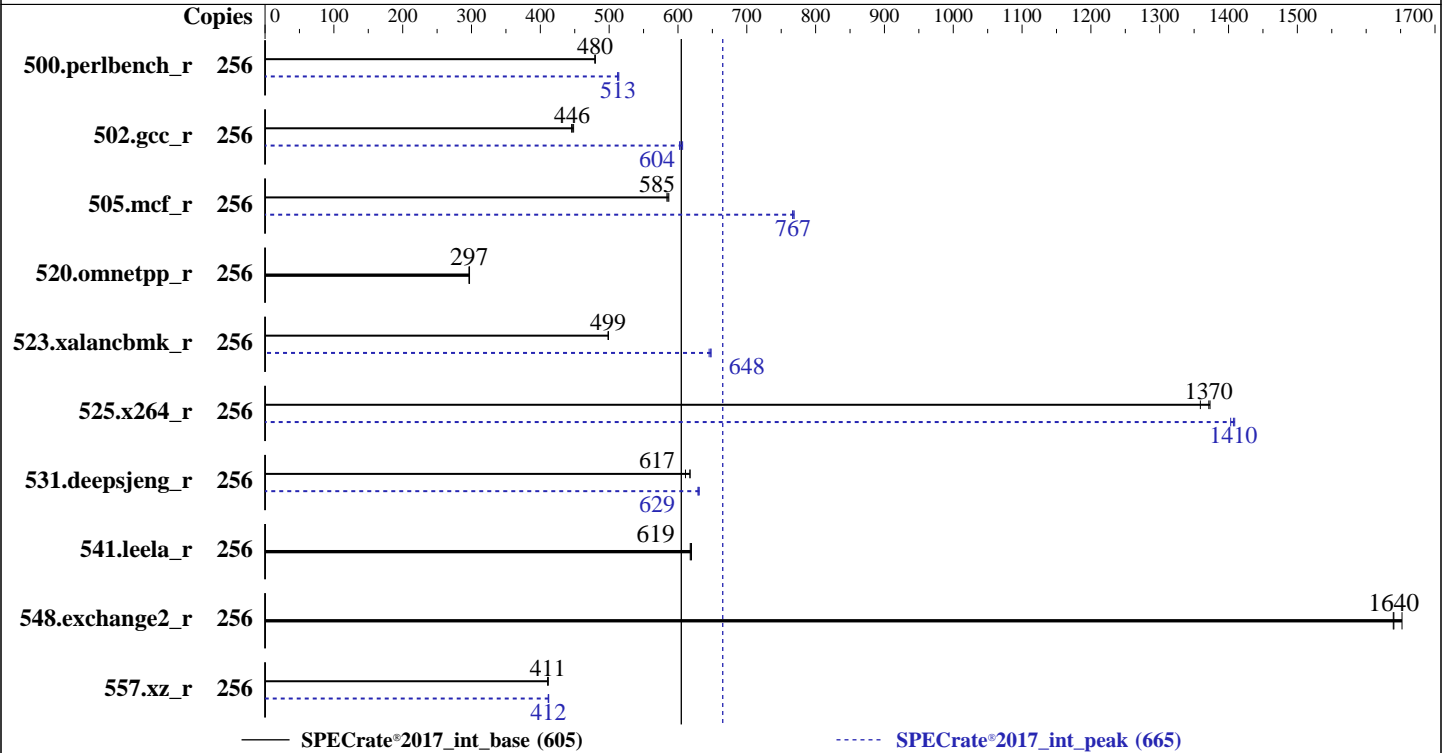 Copies 0 100 200 300 400 500 600 700 800 900 1000 1100 1200 1300 1400 1500 1700
480
500.perlbench_r 256
513
446
502.gcc_r 256
604
585
505.mcf_r 256
767
297
520.omnetpp_r 256
499
523.xalancbmk_r 256
648
1370
525.x264_r 256
1410
617
531.deepsjeng_r 256
629
619
541.leela_r 256
1640
548.exchange2_r 256
411
557.xz_r 256
412
SPECrate®2017_int_base (605) SPECrate®2017_int_peak (665)